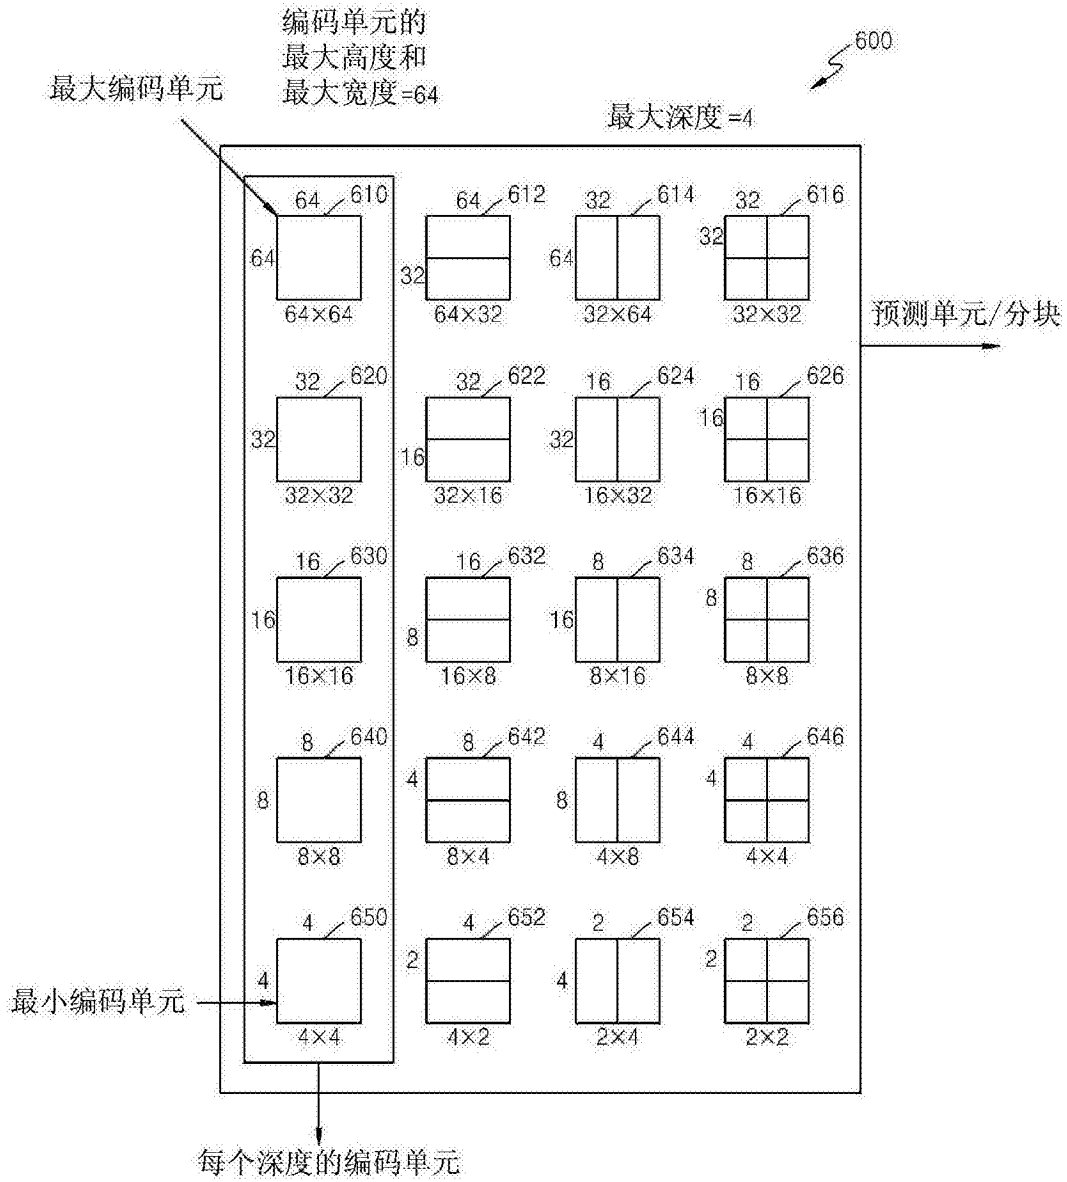 编码单元的
最大高度和
最大宽度=64
600
最大编码单元
最大深度=4
64 610 64 612 32 614 32 616
64 32 64 32
64×64 64×32 32×64 32×32
预测单元/分块
32 620 32 622 16 624 16 626
32 16 32 16
32×32 32×16 16×32 16×16
16 630 16 632 8 634 8 636
16 8 16 8
16×16 16×8 8×16 8×8
8 640 8 642 4 644 4 646
8 4 8 4
8×8 8×4 4×8 4×4
4 650 4 652 2 654 2 656
4 2 4 2
最小编码单元
4×4 4×2 2×4 2×2
每个深度的编码单元